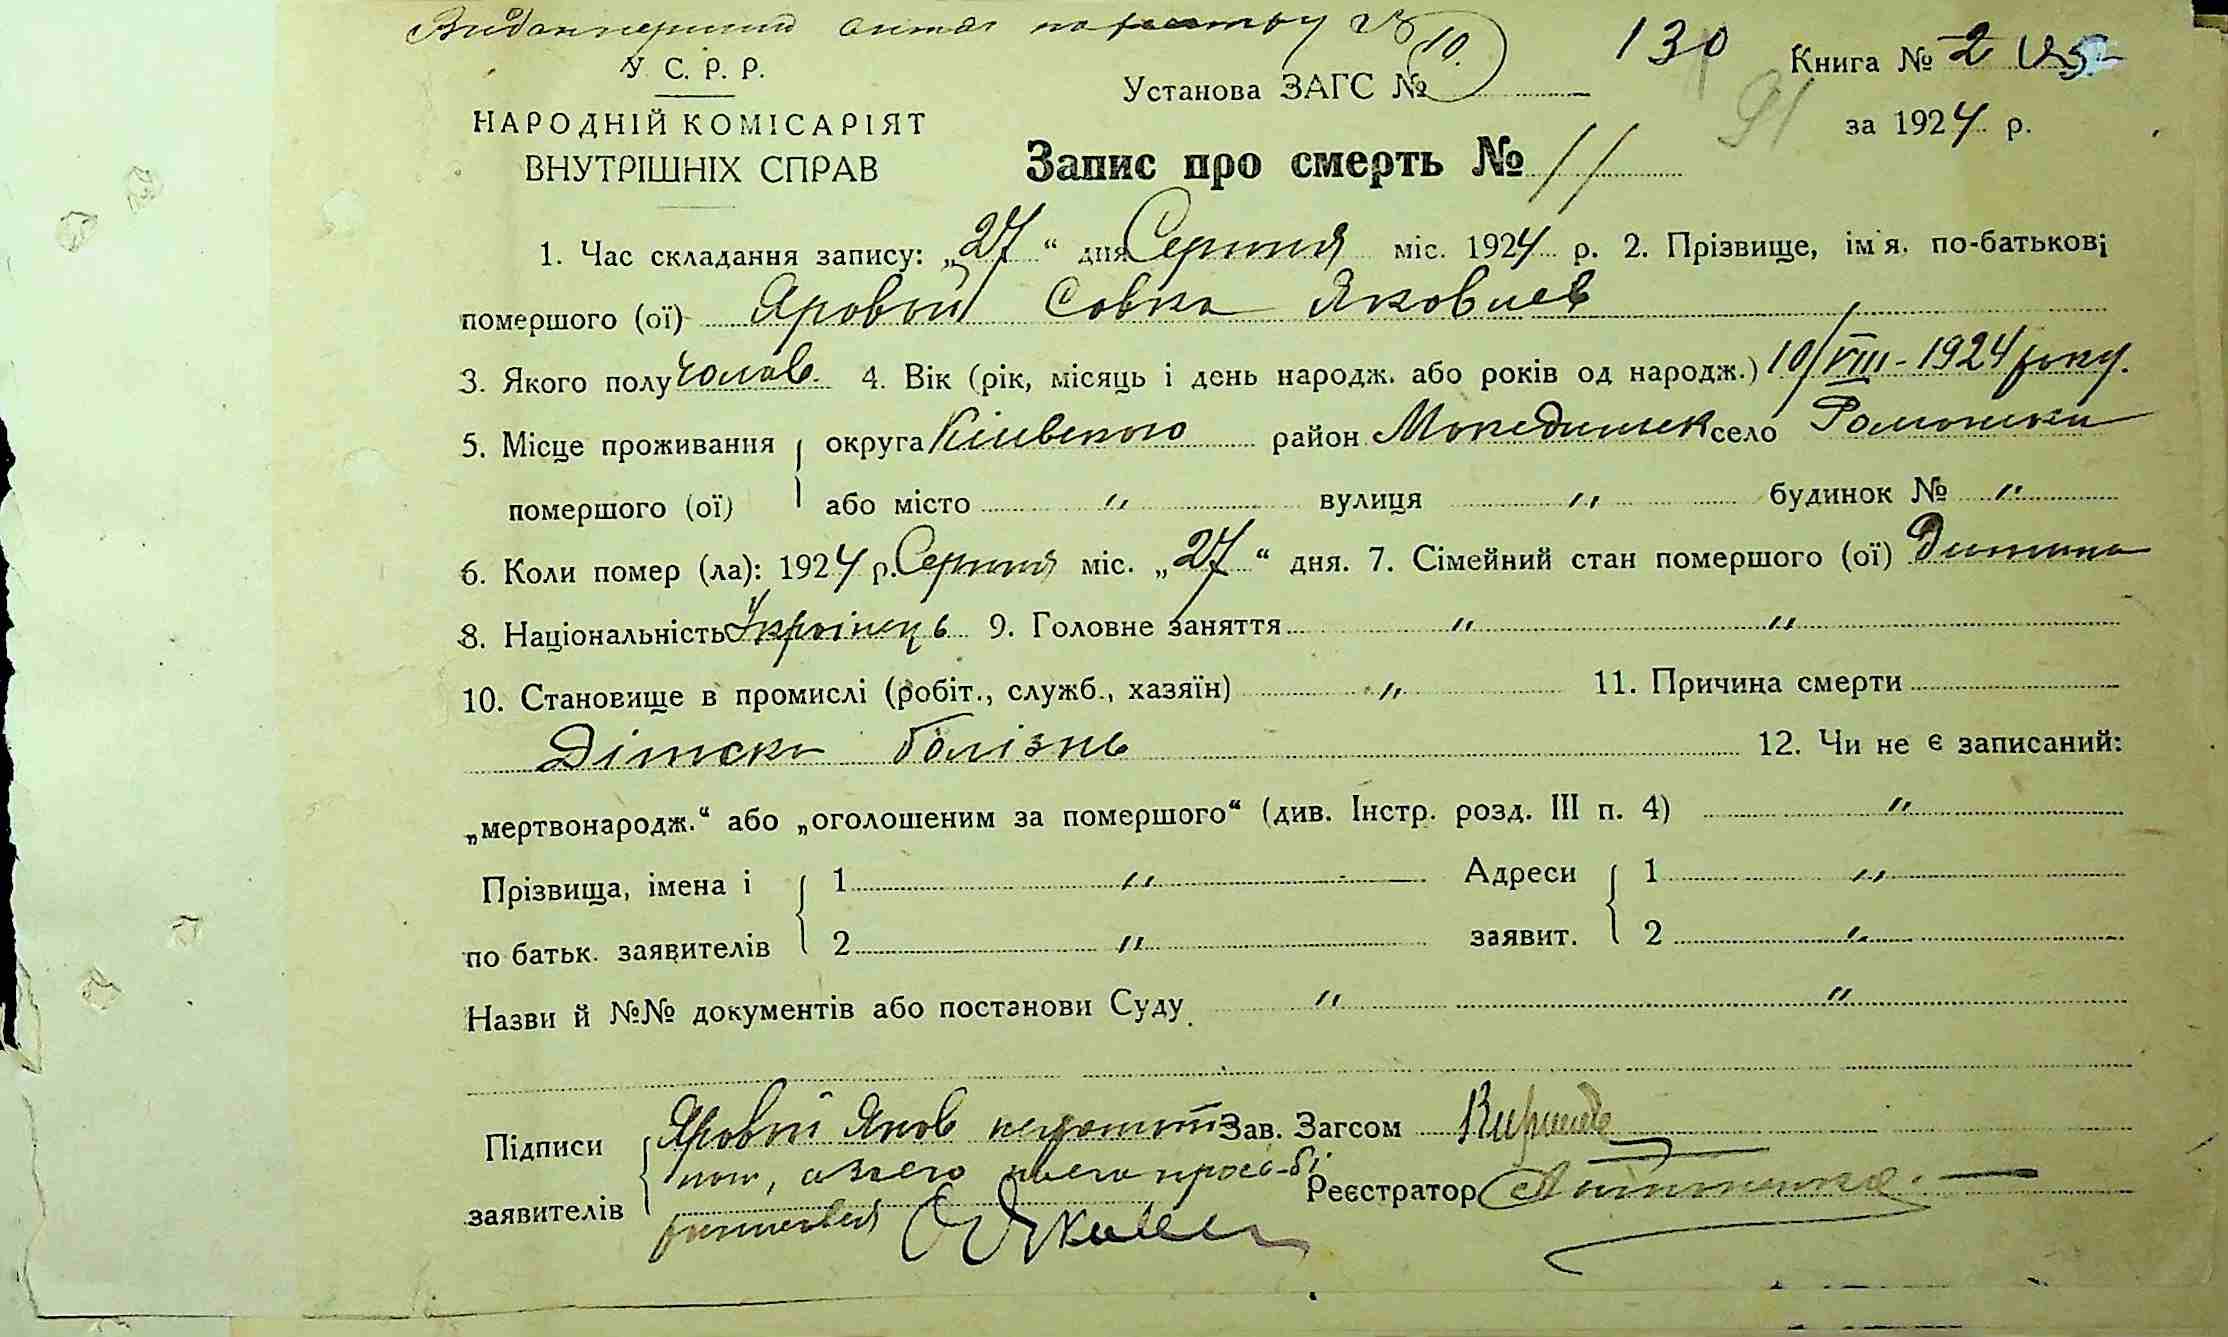 У. С. Р. Р.
НАРОДНІЙ КОМІСАРІЯТ
ВНУТРІШНІХ СПРАВ
Установа ЗАГС № 10.
130
91
Книга № 2
за 1924 р.
Запис про смерть № 11
1. Час складання запису: „27“ дня Серпня міс. 1924 р. 2. Прізвище, ім'я, по-батькові
помершого (ої) Яровий Совка Яковлев
3. Якого полу чолов. 4. Вік (рік, місяць і день народж. або років од народж.) 10/VIII - 1924 року.
5. Місце проживання округа Київского район село Романьки
помершого (ої) або місто " вулиця " будинок № "
6. Коли помер (ла): 1924 р. Серпня міс. „27“ дня. 7. Сімейний стан помершого (ої) Дитина
8. Національність Українець 9. Головне заняття " "
10. Становище в промислі (робіт., служб., хазяїн) " 11. Причина смерти
Дітска болізнь 12. Чи не є записаний:
„мертвонародж.“ або „оголошеним за помершого“ (див. Інстр. розд. III п. 4) "
Прізвища, імена і 1 " Адреси 1 "
по батьк. заявителів 2 " заявит. 2 "
Назви й №№ документів або постанови Суду " "
Підписи Яровий Яков Зав. Загсом
заявителів Реєстратор